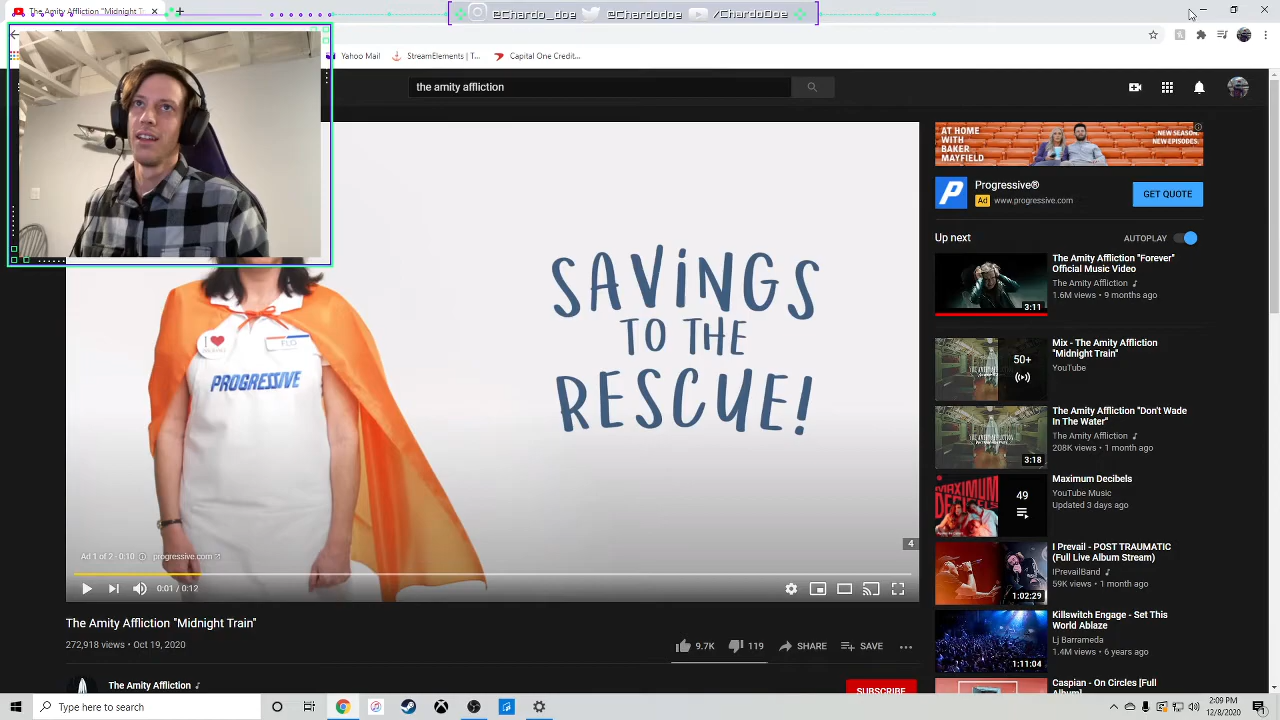 The Amity Affliction "Midnigh
@chardo_doe
@chardodoe
/chardodoe
Yahoo Mail
StreamElements - T...
Capital One Credit...
the amity affliction
SAVINGS
TO THE
RESCUE!
I
FLO
PROGRESSIVE
4
Ad 1 of 2 · 0:10
progressive.com
0:01 / 0:12
The Amity Affliction "Midnight Train"
272,918 views • Oct 19, 2020
9.7K
119
SHARE
SAVE
The Amity Affliction
SUBSCRIBE
AT HOME
WITH
BAKER
MAYFIELD
NEW SEASON.
NEW EPISODES.
Progressive®
Ad www.progressive.com
GET QUOTE
Up next
AUTOPLAY
The Amity Affliction "Forever"
Official Music Video
The Amity Affliction
1.6M views • 9 months ago
3:11
Mix - The Amity Affliction
"Midnight Train"
YouTube
50+
The Amity Affliction "Don't Wade
In The Water"
The Amity Affliction
208K views • 1 month ago
3:18
Maximum Decibels
YouTube Music
Updated 3 days ago
49
MAXIMUM
DECIBELS
I Prevail - POST TRAUMATIC
(Full Live Album Stream)
IPrevailBand
59K views • 1 month ago
1:02:29
Killswitch Engage - Set This
World Ablaze
Lj Barrameda
1.4M views • 6 years ago
1:11:04
Caspian - On Circles [Full
Album]
Type here to search
2:09 PM
12/8/2020